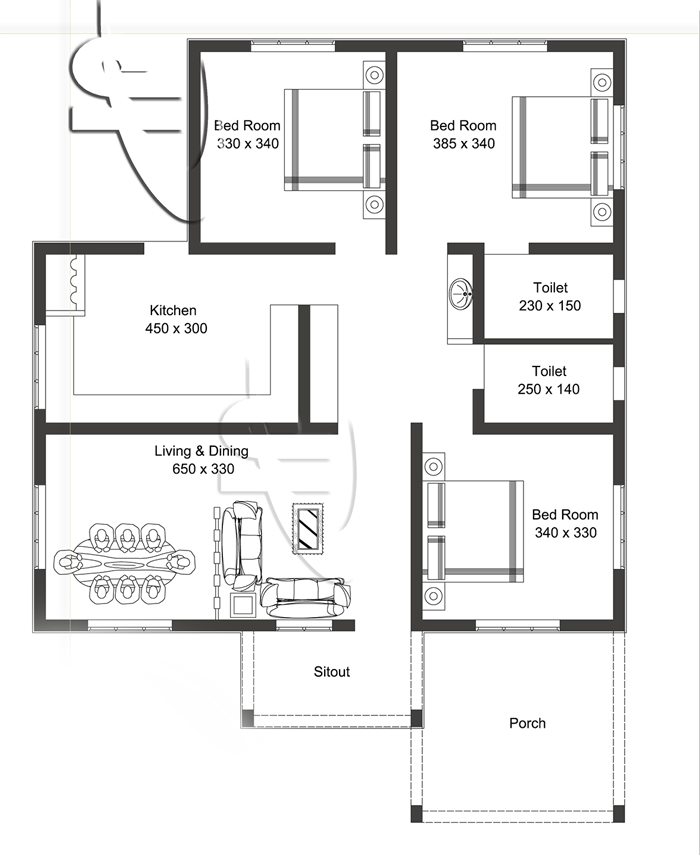 Bed Room
330 x 340
Bed Room
385 x 340
Toilet
230 x 150
Kitchen
450 x 300
Toilet
250 x 140
Living & Dining
650 x 330
Bed Room
340 x 330
Sitout
Porch